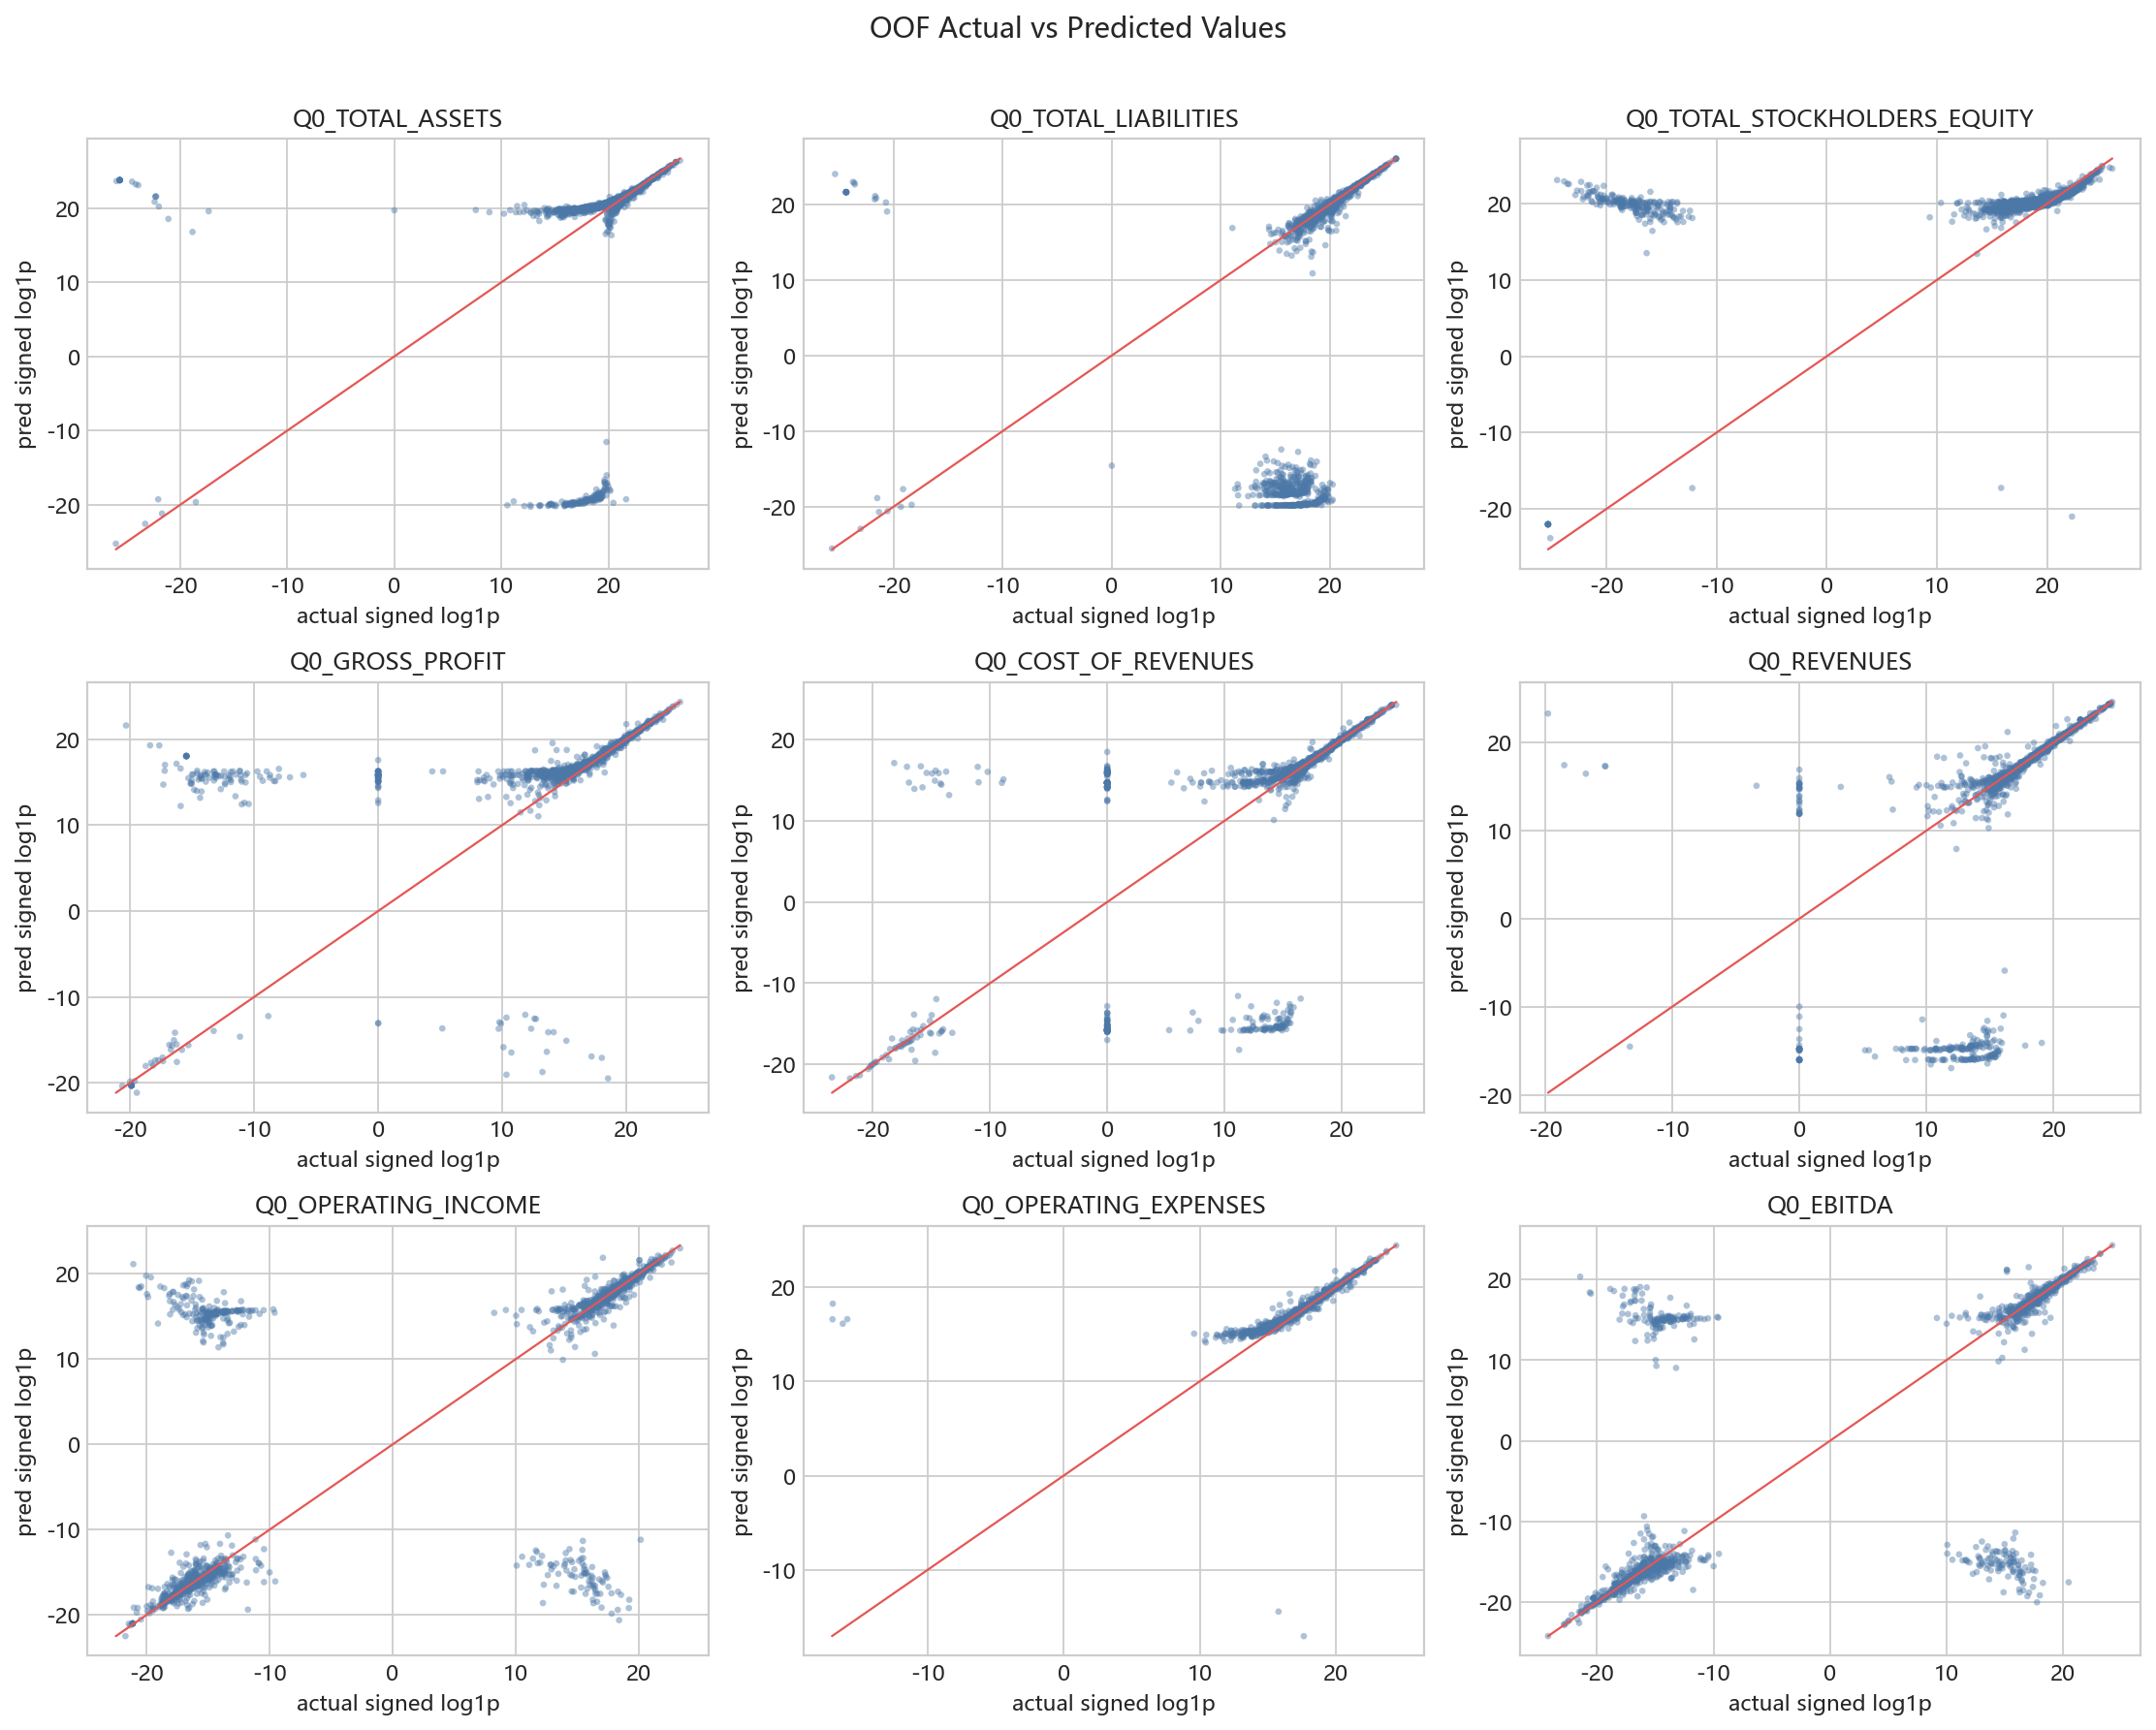 OOF Actual vs Predicted Values
Q0_TOTAL_ASSETS
pred signed log1p
20
10
0
-10
-20
-20 -10 0 10 20
actual signed log1p
Q0_TOTAL_LIABILITIES
pred signed log1p
20
10
0
-10
-20
-20 -10 0 10 20
actual signed log1p
Q0_TOTAL_STOCKHOLDERS_EQUITY
pred signed log1p
20
10
0
-10
-20
-20 -10 0 10 20
actual signed log1p
Q0_GROSS_PROFIT
pred signed log1p
20
10
0
-10
-20
-20 -10 0 10 20
actual signed log1p
Q0_COST_OF_REVENUES
pred signed log1p
20
10
0
-10
-20
-20 -10 0 10 20
actual signed log1p
Q0_REVENUES
pred signed log1p
20
10
0
-10
-20
-20 -10 0 10 20
actual signed log1p
Q0_OPERATING_INCOME
pred signed log1p
20
10
0
-10
-20
-20 -10 0 10 20
actual signed log1p
Q0_OPERATING_EXPENSES
pred signed log1p
20
10
0
-10
-10 0 10 20
actual signed log1p
Q0_EBITDA
pred signed log1p
20
10
0
-10
-20
-20 -10 0 10 20
actual signed log1p